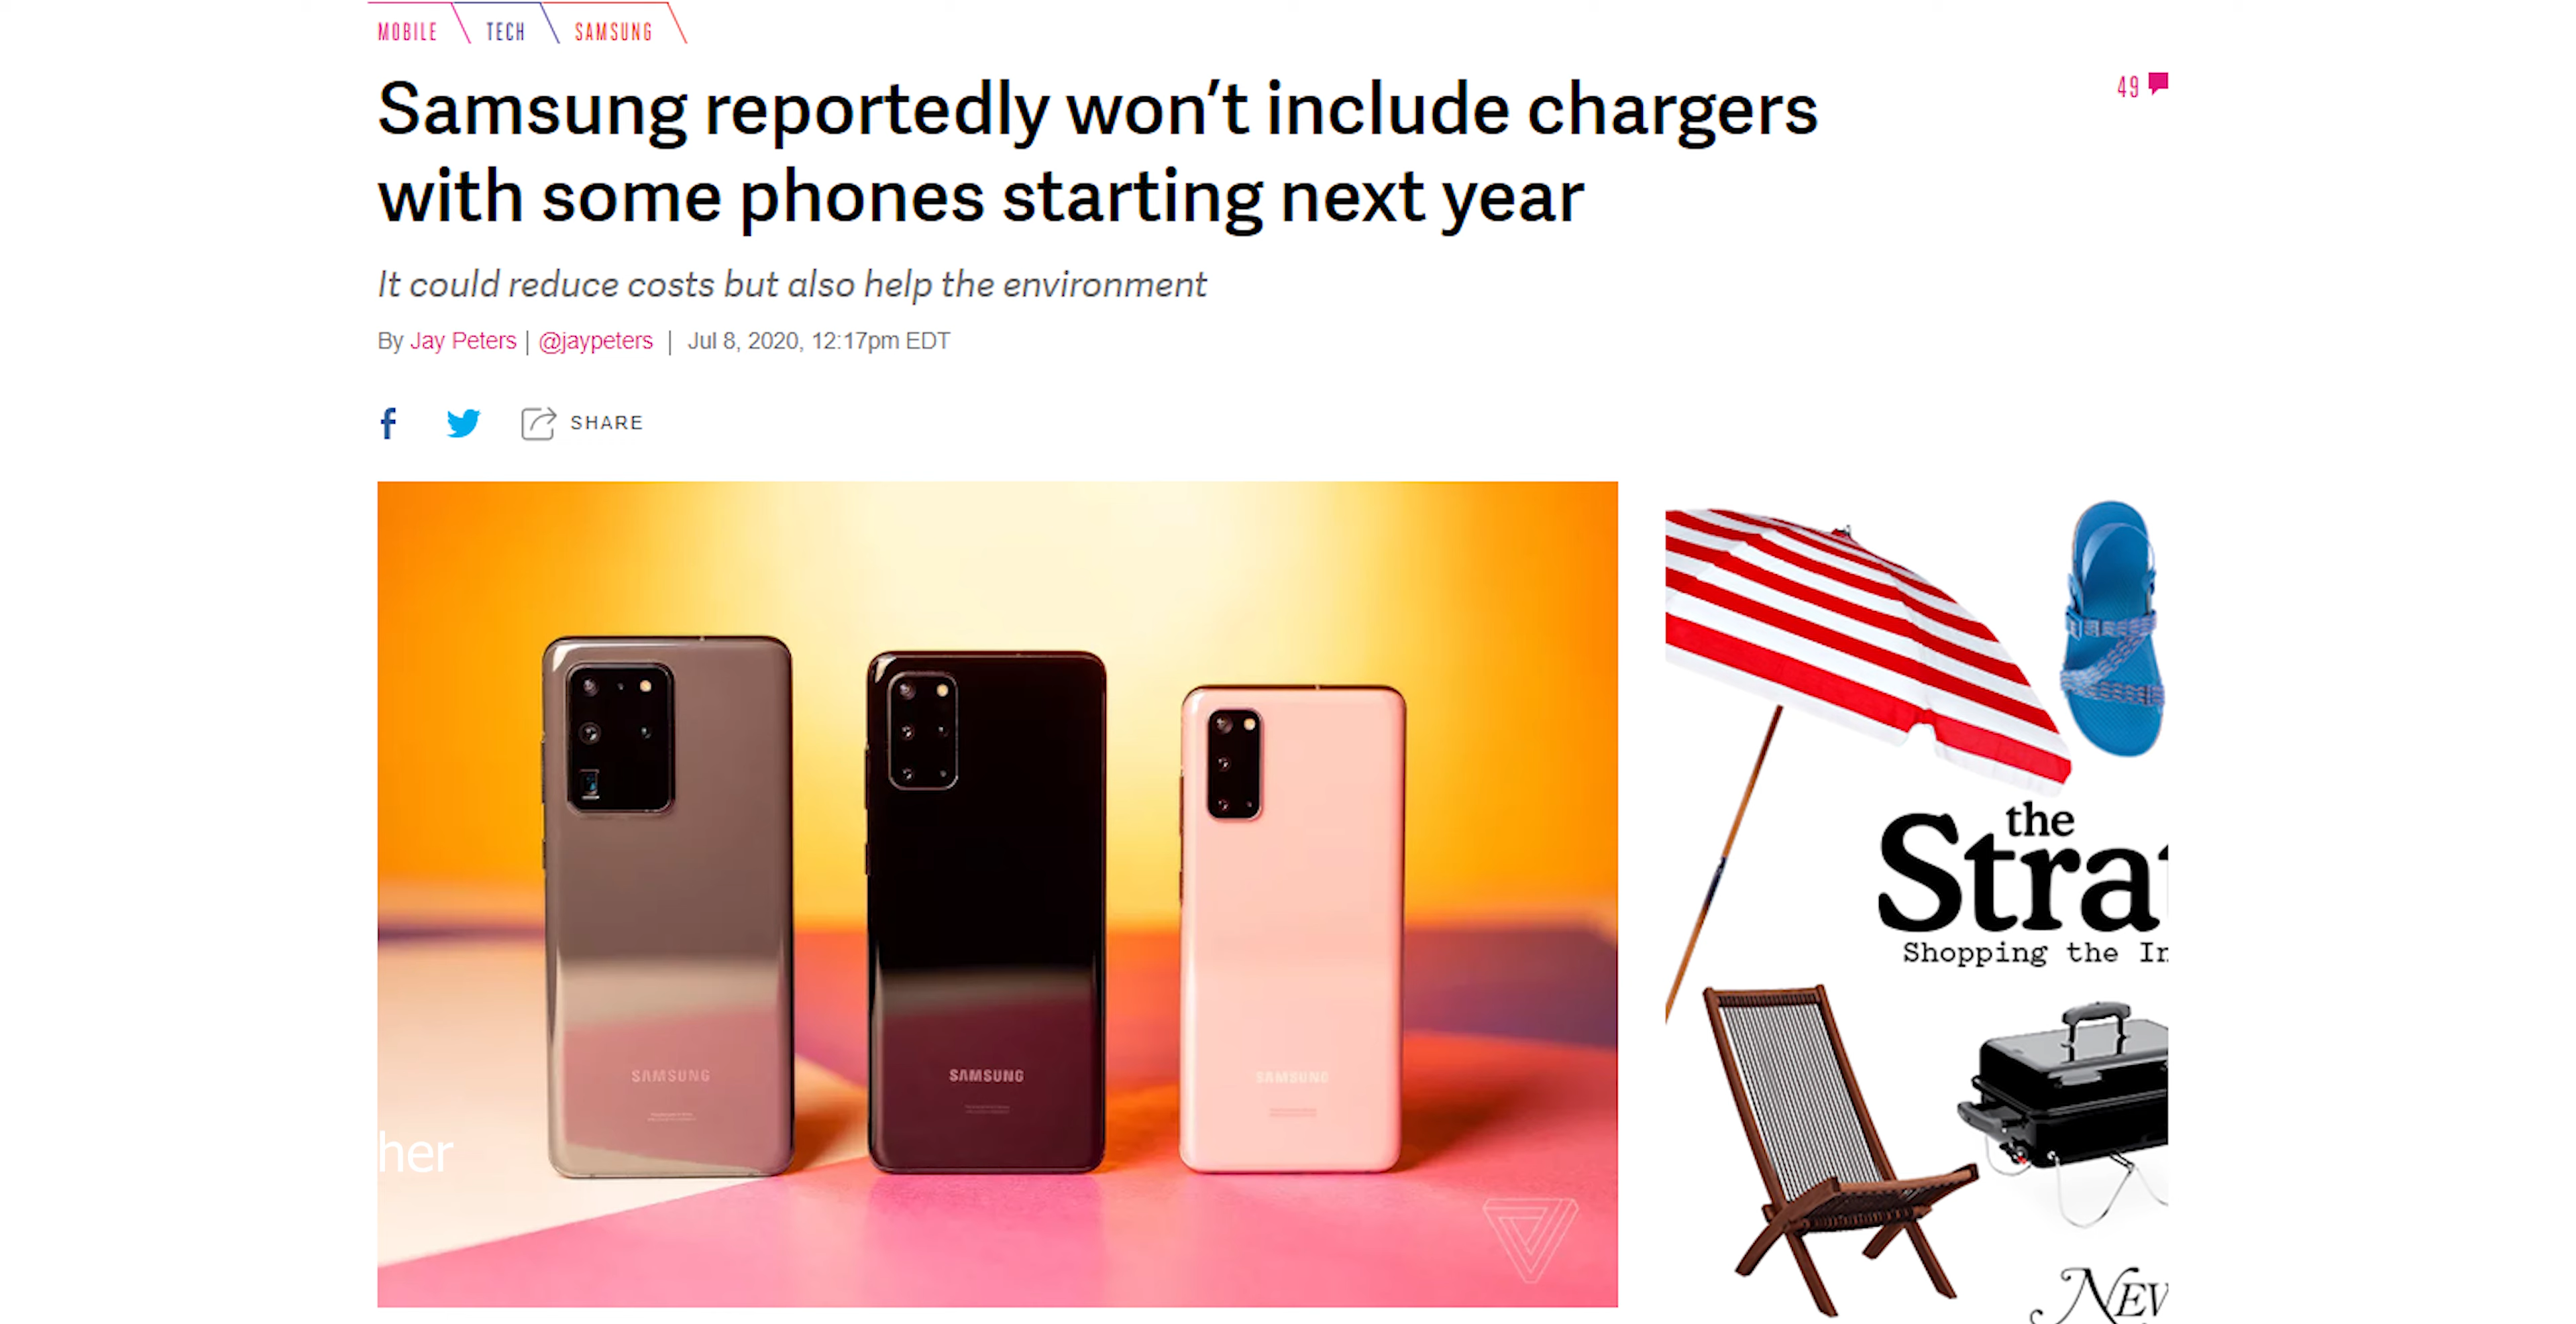 MOBILE
TECH
SAMSUNG
Samsung reportedly won't include chargers
with some phones starting next year
49
It could reduce costs but also help the environment
By Jay Peters | @jaypeters | Jul 8, 2020, 12:17pm EDT
f
SHARE
SAMSUNG
SAMSUNG
SAMSUNG
her
the
Stra
Shopping the In
NEW